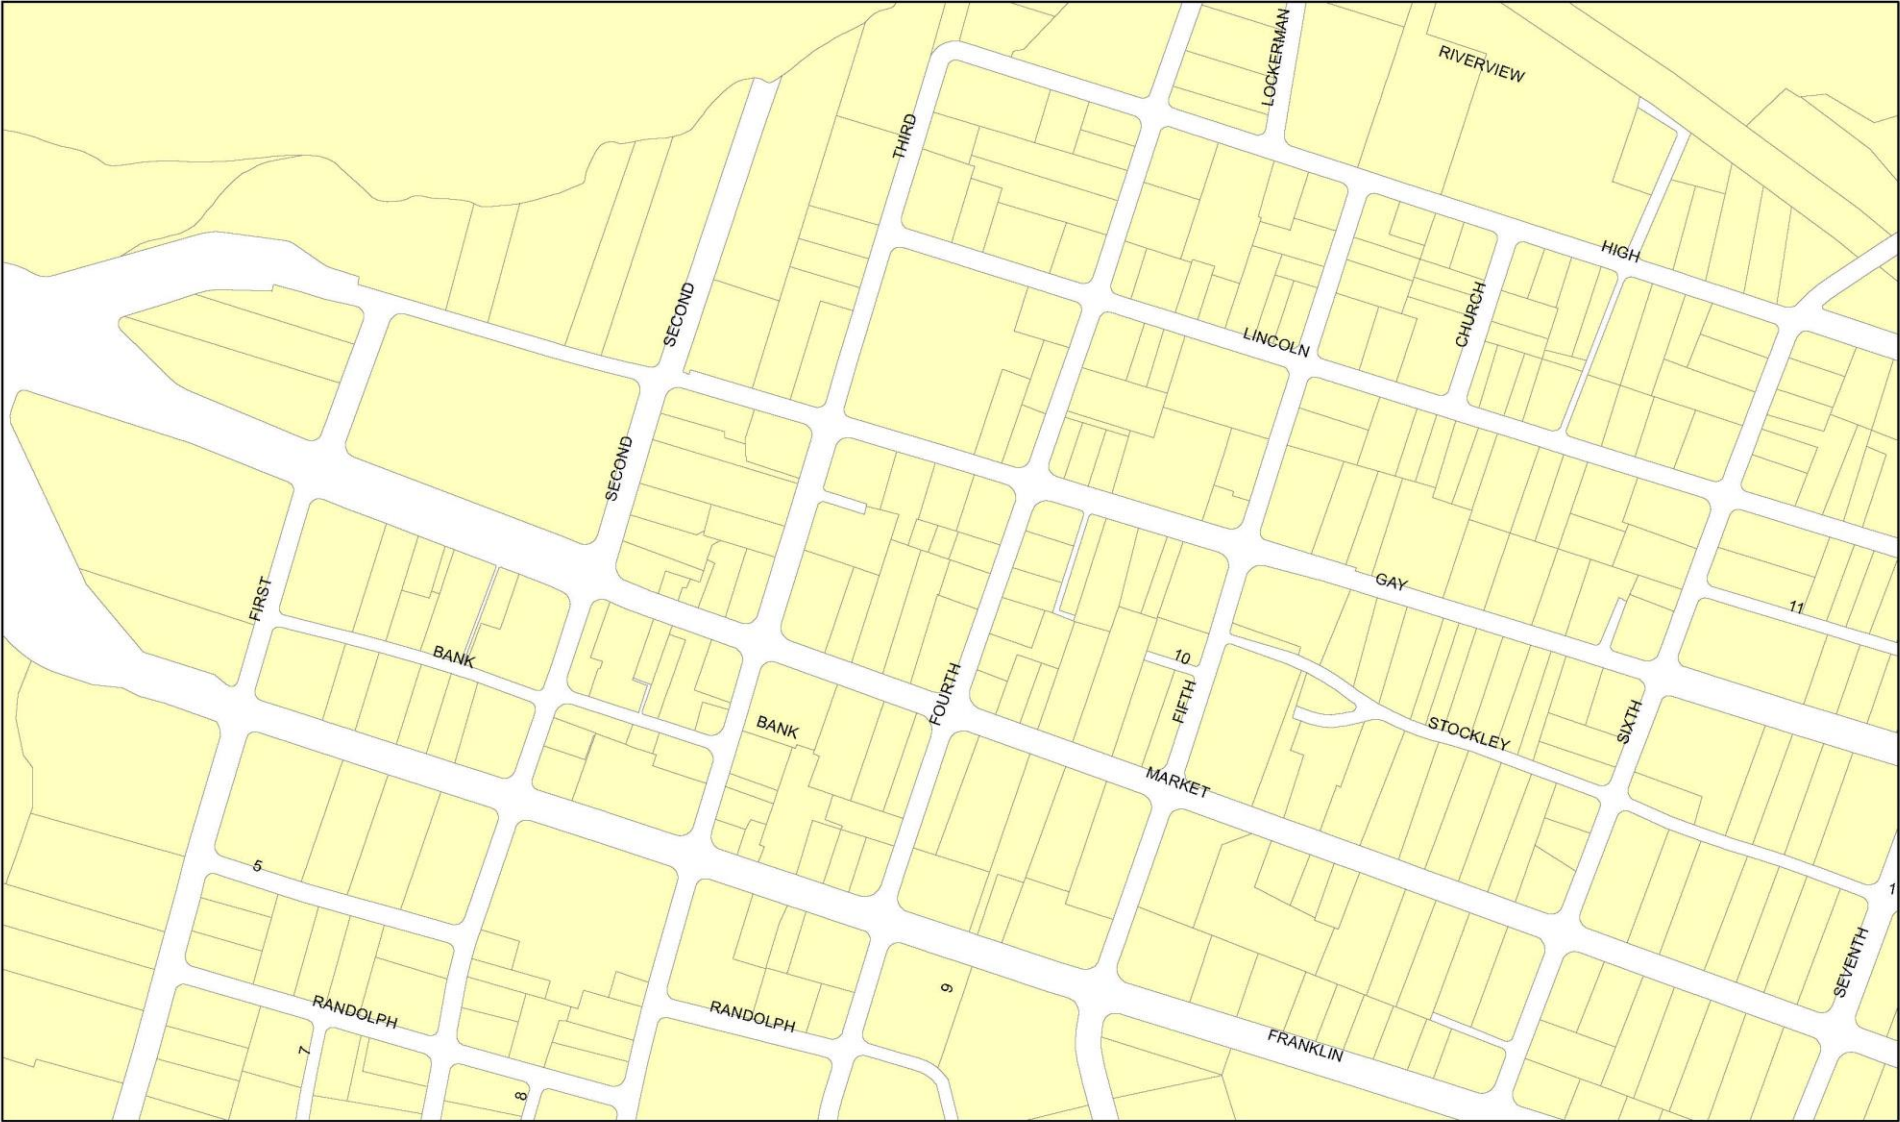 LOCKERMAN
RIVERVIEW
THIRD
HIGH
SECOND
CHURCH
LINCOLN
SECOND
GAY
FIRST
11
BANK
10
FOURTH
FIFTH
SIXTH
BANK
STOCKLEY
MARKET
5
1
SEVENTH
9
RANDOLPH
RANDOLPH
FRANKLIN
7
8